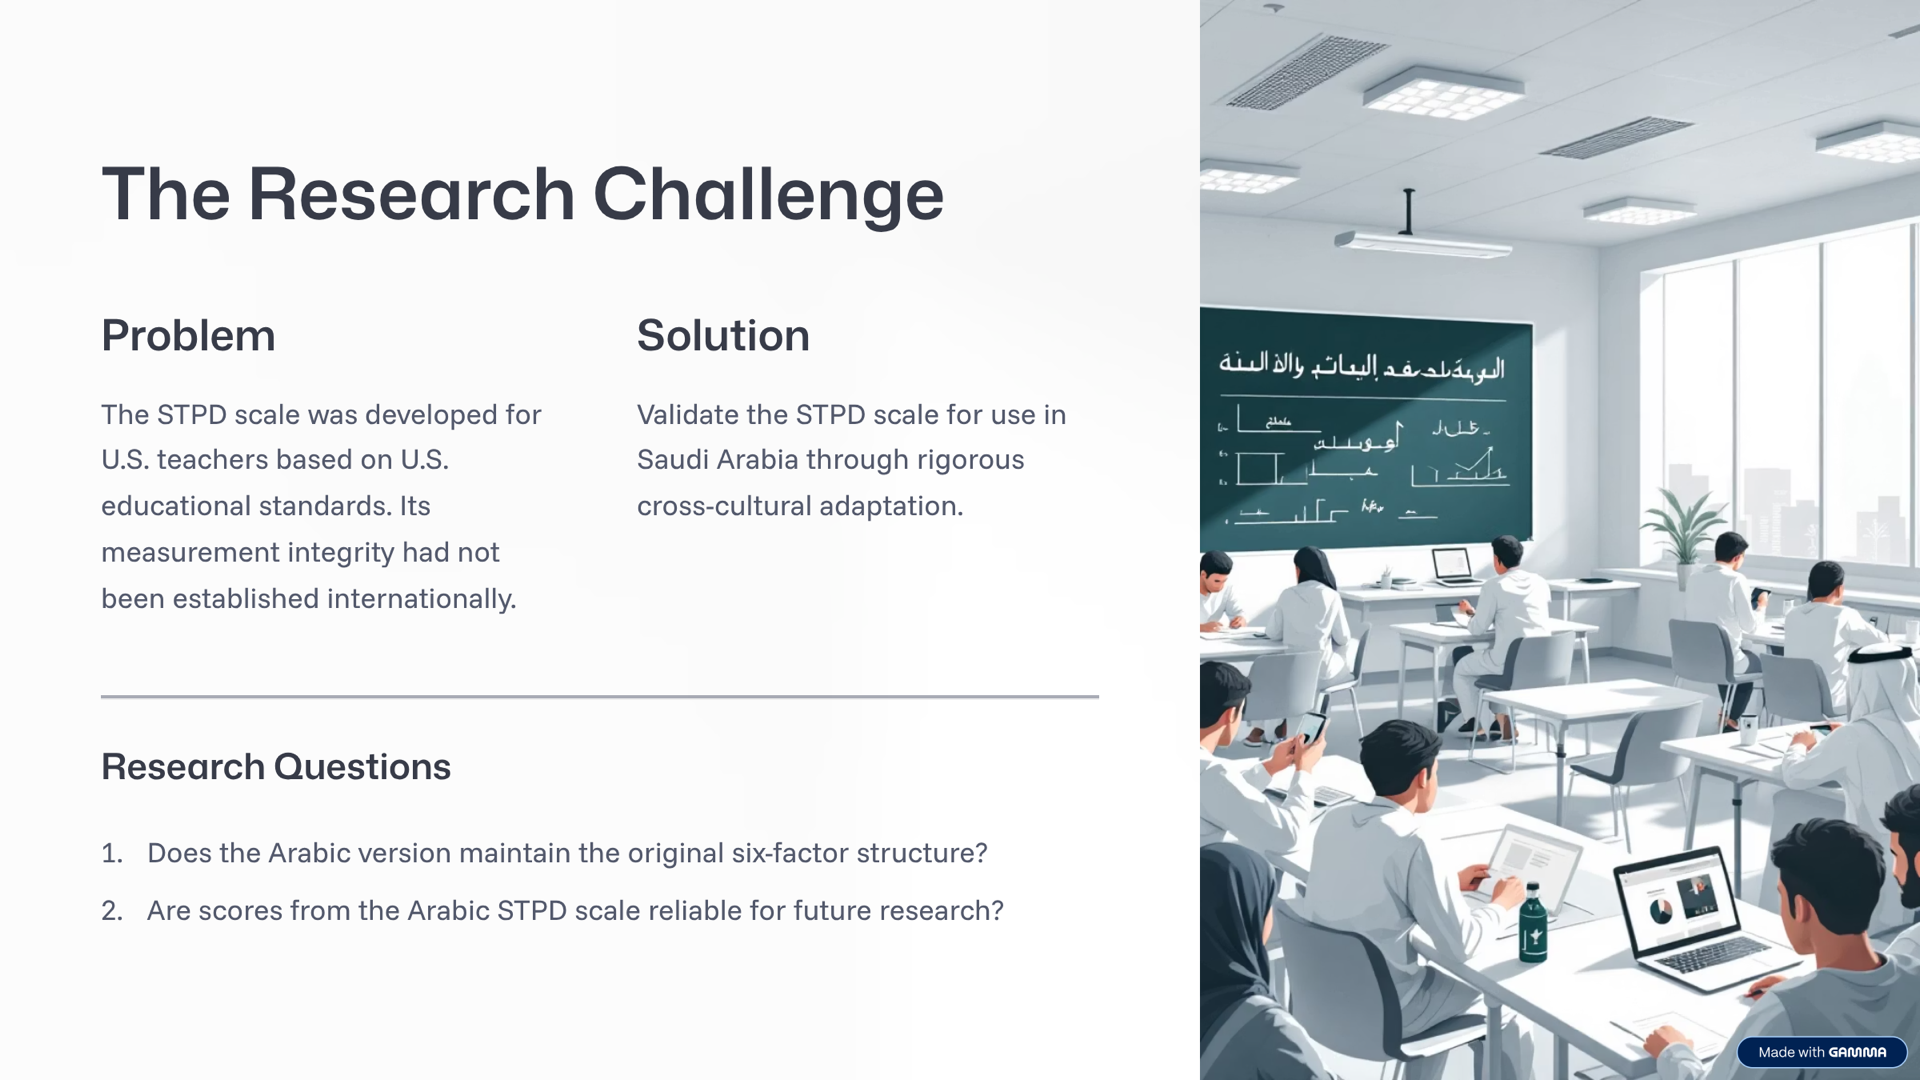 The Research Challenge
Problem
The STPD scale was developed for
U.S. teachers based on U.S.
educational standards. Its
measurement integrity had not
been established internationally.
Solution
Validate the STPD scale for use in
Saudi Arabia through rigorous
cross-cultural adaptation.
Research Questions
1. Does the Arabic version maintain the original six-factor structure?
2. Are scores from the Arabic STPD scale reliable for future research?
Made with GAMMA